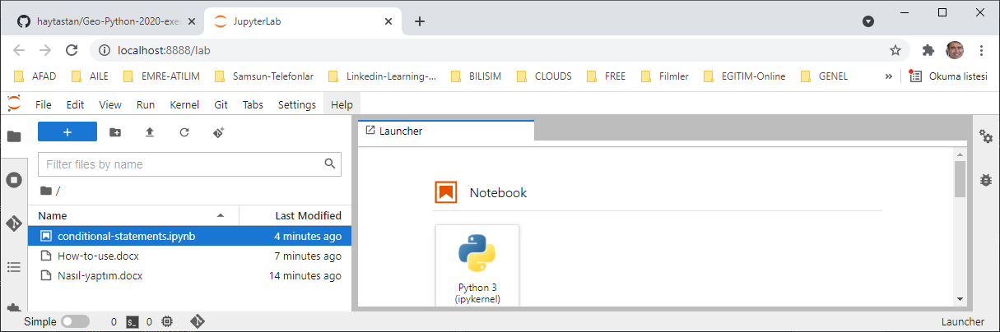 haytastan/Geo-Python-2020-exe
JupyterLab
localhost:8888/lab
AFAD AILE EMRE-ATILIM Samsun-Telefonlar Linkedin-Learning-... BILISIM CLOUDS FREE Filmler EGITIM-Online GENEL » Okuma listesi
File Edit View Run Kernel Git Tabs Settings Help
Launcher
Filter files by name
/
Notebook
Name Last Modified
conditional-statements.ipynb 4 minutes ago
How-to-use.docx 7 minutes ago
Nasıl-yaptım.docx 14 minutes ago
Python 3
(ipykernel)
Simple 0 $_ 0 Launcher